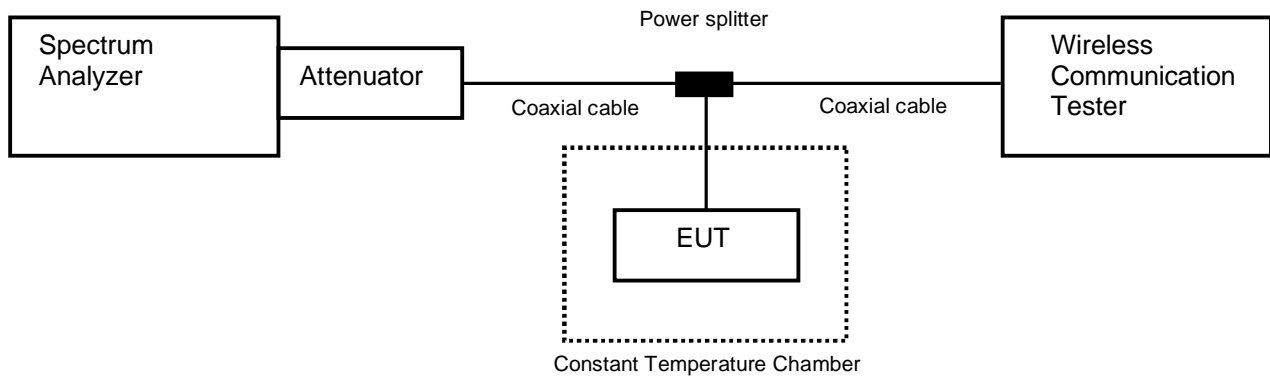 Power splitter
Spectrum
Analyzer
Attenuator
Wireless
Communication
Tester
Coaxial cable
Coaxial cable
EUT
Constant Temperature Chamber